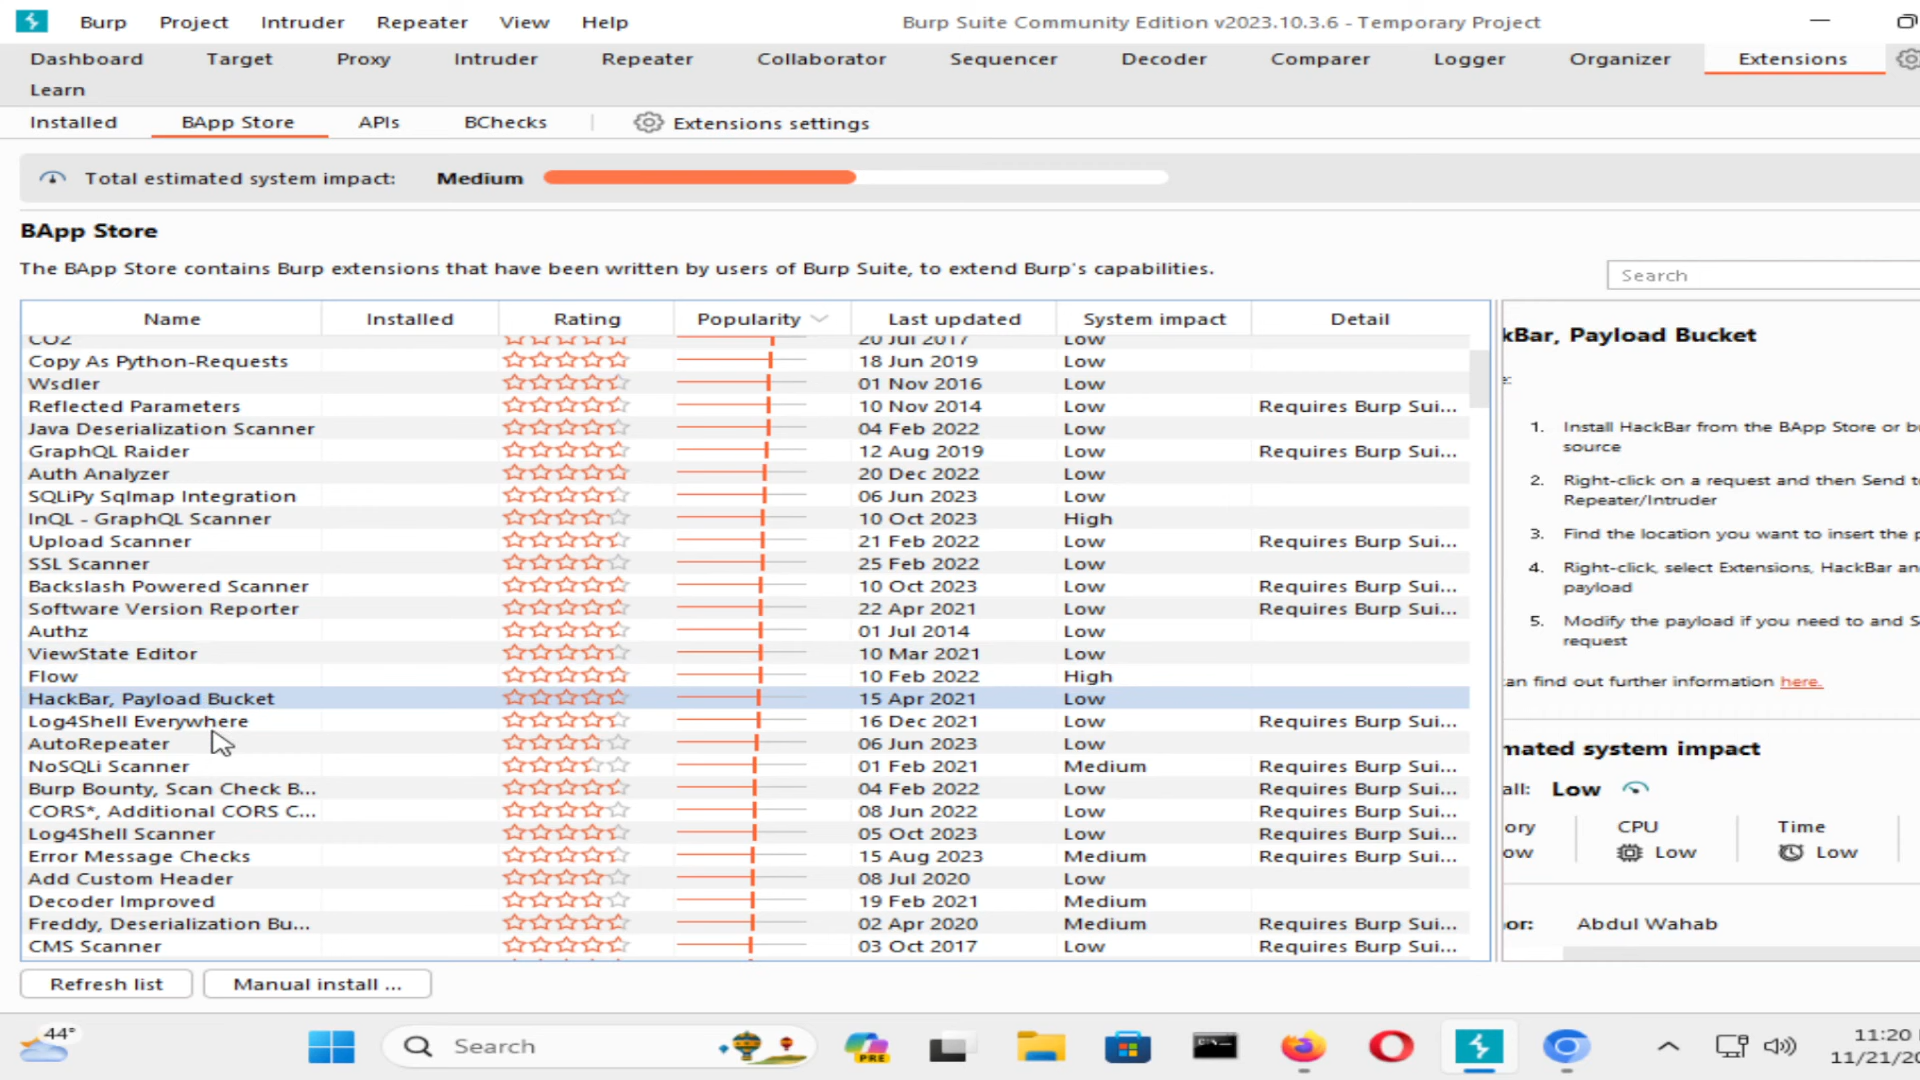 Burp Project Intruder Repeater View Help Burp Suite Community Edition v2023.10.3.6 - Temporary Project
Dashboard Target Proxy Intruder Repeater Collaborator Sequencer Decoder Comparer Logger Organizer Extensions
Learn
Installed BApp Store APIs BChecks Extensions settings
Total estimated system impact: Medium
BApp Store
The BApp Store contains Burp extensions that have been written by users of Burp Suite, to extend Burp's capabilities.
Search
Name Installed Rating Popularity Last updated System impact Detail
CO2 20 Jul 2017 Low
Copy As Python-Requests 18 Jun 2019 Low
Wsdler 01 Nov 2016 Low
Reflected Parameters 10 Nov 2014 Low Requires Burp Sui...
Java Deserialization Scanner 04 Feb 2022 Low
GraphQL Raider 12 Aug 2019 Low Requires Burp Sui...
Auth Analyzer 20 Dec 2022 Low
SQLiPy Sqlmap Integration 06 Jun 2023 Low
InQL - GraphQL Scanner 10 Oct 2023 High
Upload Scanner 21 Feb 2022 Low Requires Burp Sui...
SSL Scanner 25 Feb 2022 Low
Backslash Powered Scanner 10 Oct 2023 Low Requires Burp Sui...
Software Version Reporter 22 Apr 2021 Low Requires Burp Sui...
Authz 01 Jul 2014 Low
ViewState Editor 10 Mar 2021 Low
Flow 10 Feb 2022 High
HackBar, Payload Bucket 15 Apr 2021 Low
Log4Shell Everywhere 16 Dec 2021 Low Requires Burp Sui...
AutoRepeater 06 Jun 2023 Low
NoSQLi Scanner 01 Feb 2021 Medium Requires Burp Sui...
Burp Bounty, Scan Check B... 04 Feb 2022 Low Requires Burp Sui...
CORS*, Additional CORS C... 08 Jun 2022 Low Requires Burp Sui...
Log4Shell Scanner 05 Oct 2023 Low Requires Burp Sui...
Error Message Checks 15 Aug 2023 Medium Requires Burp Sui...
Add Custom Header 08 Jul 2020 Low
Decoder Improved 19 Feb 2021 Medium
Freddy, Deserialization Bu... 02 Apr 2020 Medium Requires Burp Sui...
CMS Scanner 03 Oct 2017 Low Requires Burp Sui...
kBar, Payload Bucket
1. Install HackBar from the BApp Store or bu
source
2. Right-click on a request and then Send to
Repeater/Intruder
3. Find the location you want to insert the p
4. Right-click, select Extensions, HackBar and
payload
5. Modify the payload if you need to and S
request
an find out further information here.
mated system impact
all: Low
ory CPU Time
ow Low Low
or: Abdul Wahab
Refresh list Manual install ...
44° Search PRE 11:20
11/21/20